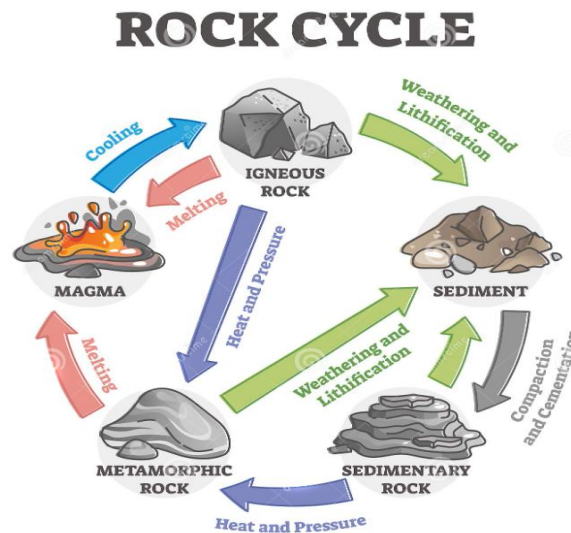 ROCK CYCLE
Cooling
IGNEOUS
ROCK
Weathering and
Lithification
Melting
MAGMA
Heat and Pressure
SEDIMENT
Melting
Weathering and
Lithification
Compaction
and Cementation
METAMORPHIC
ROCK
SEDIMENTARY
ROCK
Heat and Pressure